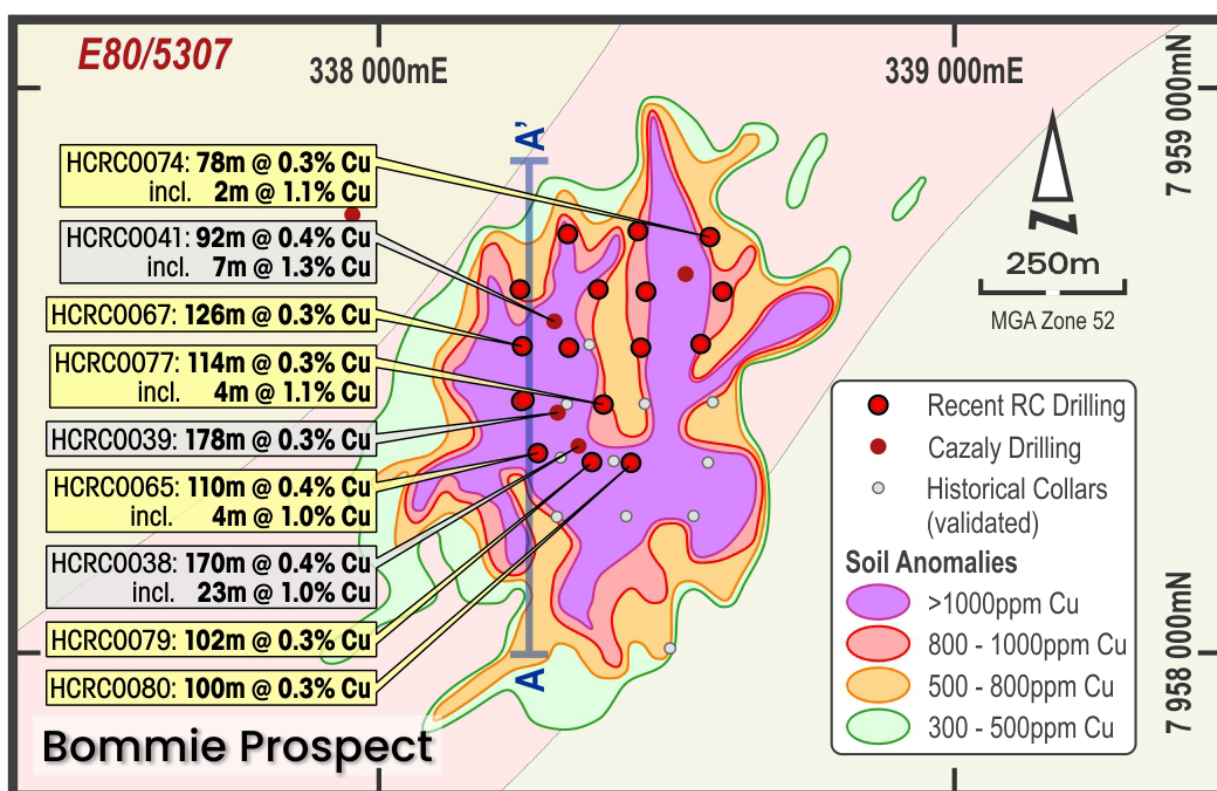 E80/5307
338 000mE
339 000mE
7 959 000mN
A'
HCRC0074: 78m @ 0.3% Cu
incl. 2m @ 1.1% Cu
HCRC0041: 92m @ 0.4% Cu
incl. 7m @ 1.3% Cu
HCRC0067: 126m @ 0.3% Cu
HCRC0077: 114m @ 0.3% Cu
incl. 4m @ 1.1% Cu
HCRC0039: 178m @ 0.3% Cu
HCRC0065: 110m @ 0.4% Cu
incl. 4m @ 1.0% Cu
HCRC0038: 170m @ 0.4% Cu
incl. 23m @ 1.0% Cu
HCRC0079: 102m @ 0.3% Cu
HCRC0080: 100m @ 0.3% Cu
A
Bommie Prospect
N
250m
MGA Zone 52
Recent RC Drilling
Cazaly Drilling
Historical Collars
(validated)
Soil Anomalies
>1000ppm Cu
800 - 1000ppm Cu
500 - 800ppm Cu
300 - 500ppm Cu
7 958 000mN